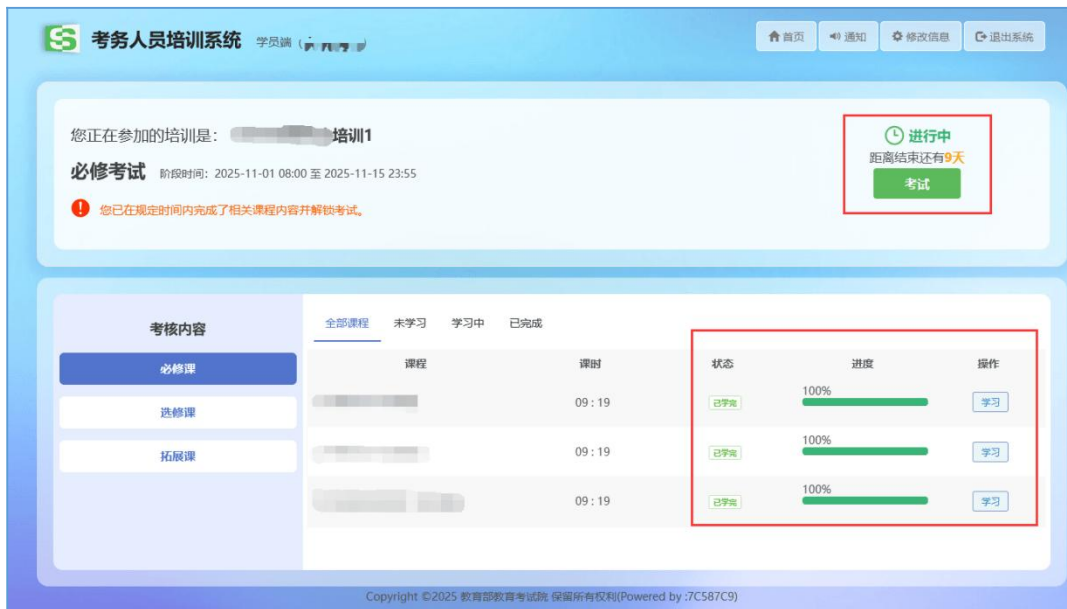 考务人员培训系统 学员端 首页 通知 修改信息 退出系统
您正在参加的培训是： 培训1
必修考试 阶段时间：2025-11-01 08:00 至 2025-11-15 23:55
您已在规定时间内完成了相关课程内容并解锁考试。
进行中
距离结束还有9天
考试
考核内容
必修课
选修课
拓展课
全部课程 未学习 学习中 已完成
课程 课时 状态 进度 操作
09 : 19 已学完 100% 学习
09 : 19 已学完 100% 学习
09 : 19 已学完 100% 学习
Copyright ©2025 教育部教育考试院 保留所有权利(Powered by :7C587C9)